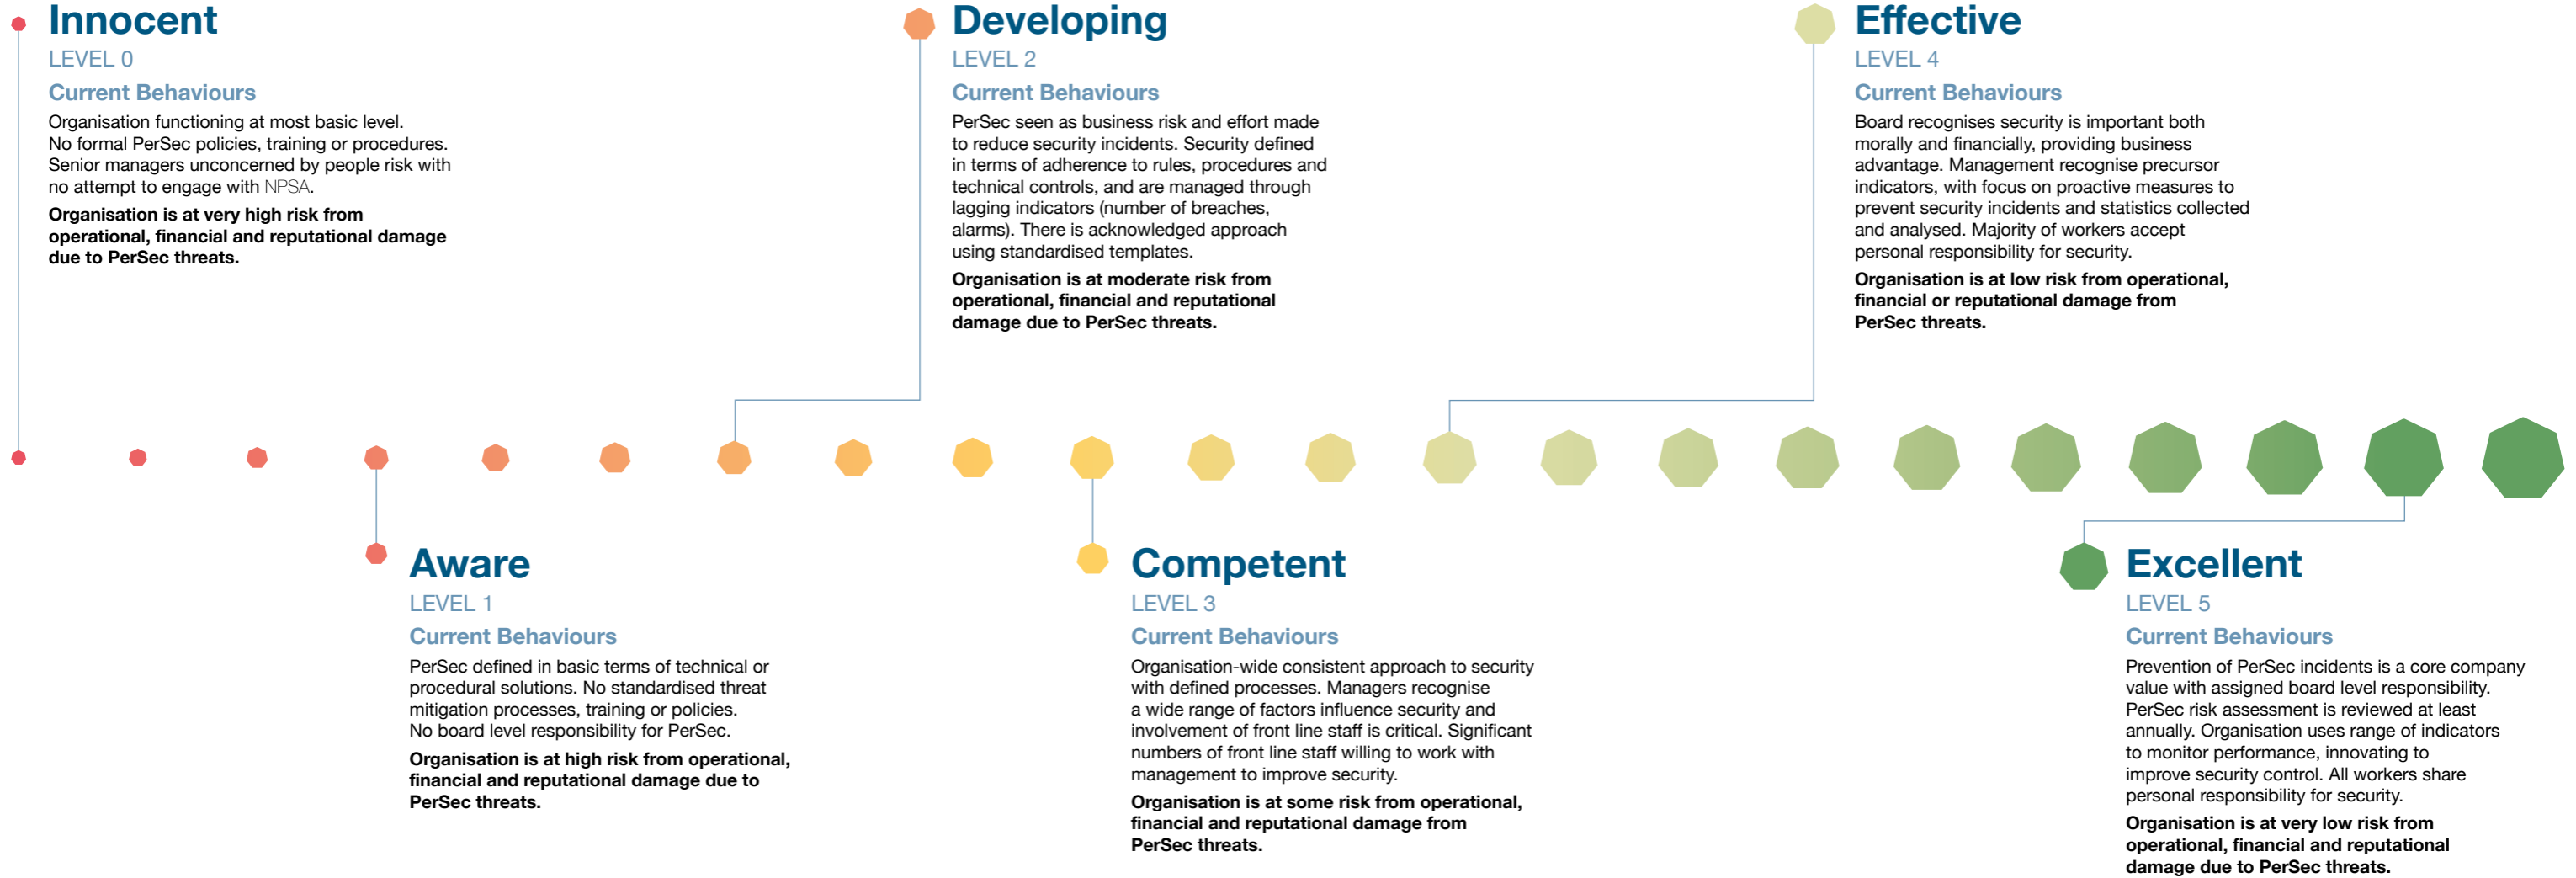 Innocent
LEVEL 0
Current Behaviours
Organisation functioning at most basic level.
No formal PerSec policies, training or procedures.
Senior managers unconcerned by people risk with
no attempt to engage with NPSA.
Organisation is at very high risk from
operational, financial and reputational damage
due to PerSec threats.
Developing
LEVEL 2
Current Behaviours
PerSec seen as business risk and effort made
to reduce security incidents. Security defined
in terms of adherence to rules, procedures and
technical controls, and are managed through
lagging indicators (number of breaches,
alarms). There is acknowledged approach
using standardised templates.
Organisation is at moderate risk from
operational, financial and reputational
damage due to PerSec threats.
Effective
LEVEL 4
Current Behaviours
Board recognises security is important both
morally and financially, providing business
advantage. Management recognise precursor
indicators, with focus on proactive measures to
prevent security incidents and statistics collected
and analysed. Majority of workers accept
personal responsibility for security.
Organisation is at low risk from operational,
financial or reputational damage from
PerSec threats.
Aware
LEVEL 1
Current Behaviours
PerSec defined in basic terms of technical or
procedural solutions. No standardised threat
mitigation processes, training or policies.
No board level responsibility for PerSec.
Organisation is at high risk from operational,
financial and reputational damage due to
PerSec threats.
Competent
LEVEL 3
Current Behaviours
Organisation-wide consistent approach to security
with defined processes. Managers recognise
a wide range of factors influence security and
involvement of front line staff is critical. Significant
numbers of front line staff willing to work with
management to improve security.
Organisation is at some risk from operational,
financial and reputational damage from
PerSec threats.
Excellent
LEVEL 5
Current Behaviours
Prevention of PerSec incidents is a core company
value with assigned board level responsibility.
PerSec risk assessment is reviewed at least
annually. Organisation uses range of indicators
to monitor performance, innovating to
improve security control. All workers share
personal responsibility for security.
Organisation is at very low risk from
operational, financial and reputational
damage due to PerSec threats.